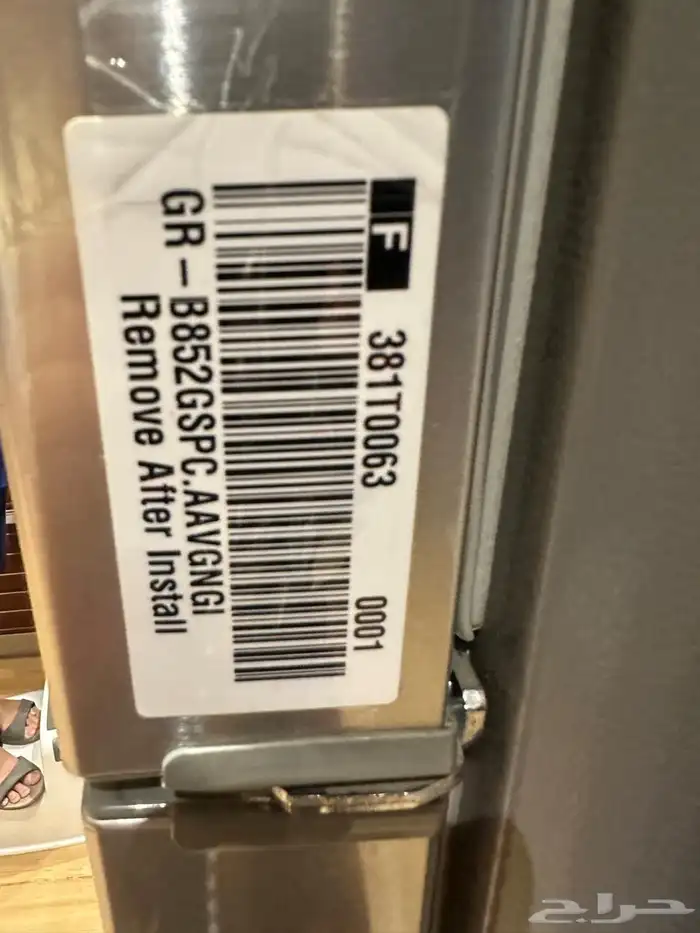 F
381T0063 0001
GR-B852GSPC.AAVGNGI
Remove After Install
حراج